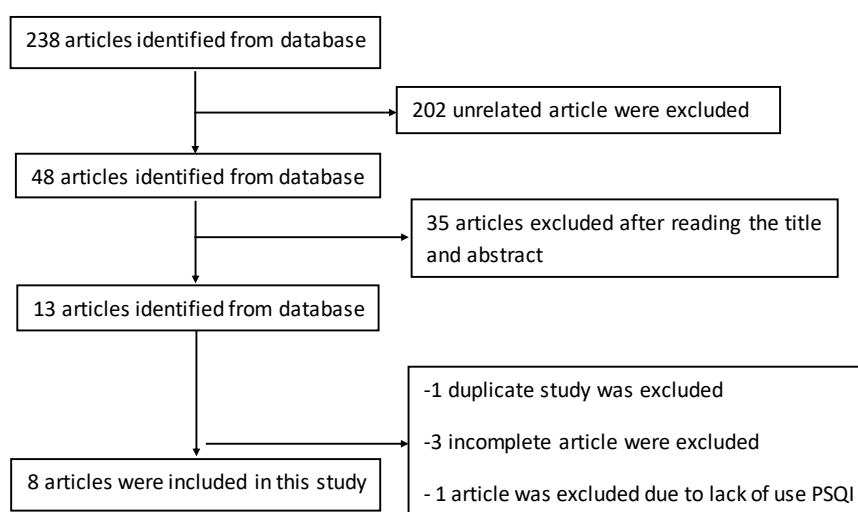 238 articles identified from database
202 unrelated article were excluded
48 articles identified from database
35 articles excluded after reading the title
and abstract
13 articles identified from database
-1 duplicate study was excluded
-3 incomplete article were excluded
8 articles were included in this study
- 1 article was excluded due to lack of use PSQI